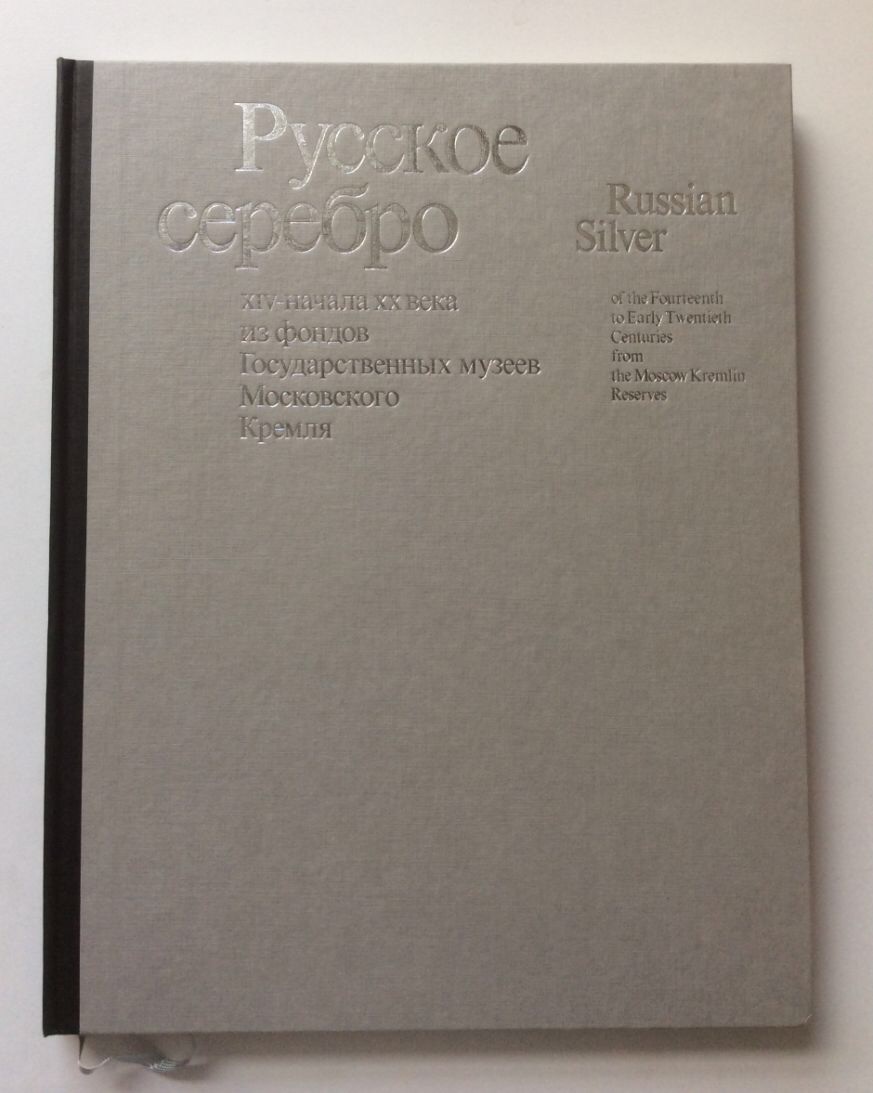 Русское
серебро
XIV-начала XX века
из фондов
Государственных музеев
Московского
Кремля
Russian
Silver
of the Fourteenth
to Early Twentieth
Centuries
from
the Moscow Kremlin
Reserves